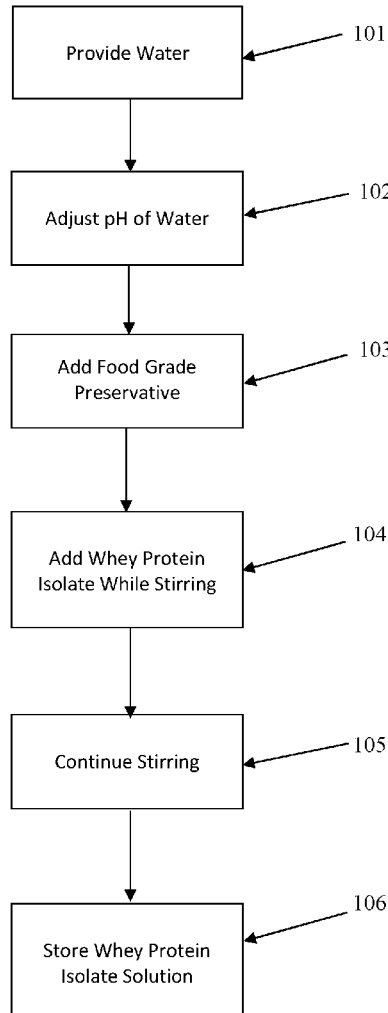 Provide Water
101
Adjust pH of Water
102
Add Food Grade
Preservative
103
Add Whey Protein
Isolate While Stirring
104
Continue Stirring
105
Store Whey Protein
Isolate Solution
106